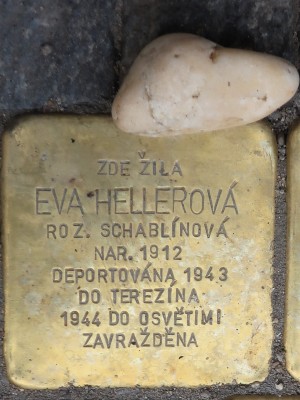 ZDE ŽILA
EVA HELLEROVÁ
ROZ. SCHABLÍNOVÁ
NAR. 1912
DEPORTOVÁNA 1943
DO TEREZÍNA
1944 DO OSVĚTIMI
ZAVRAŽDĚNA